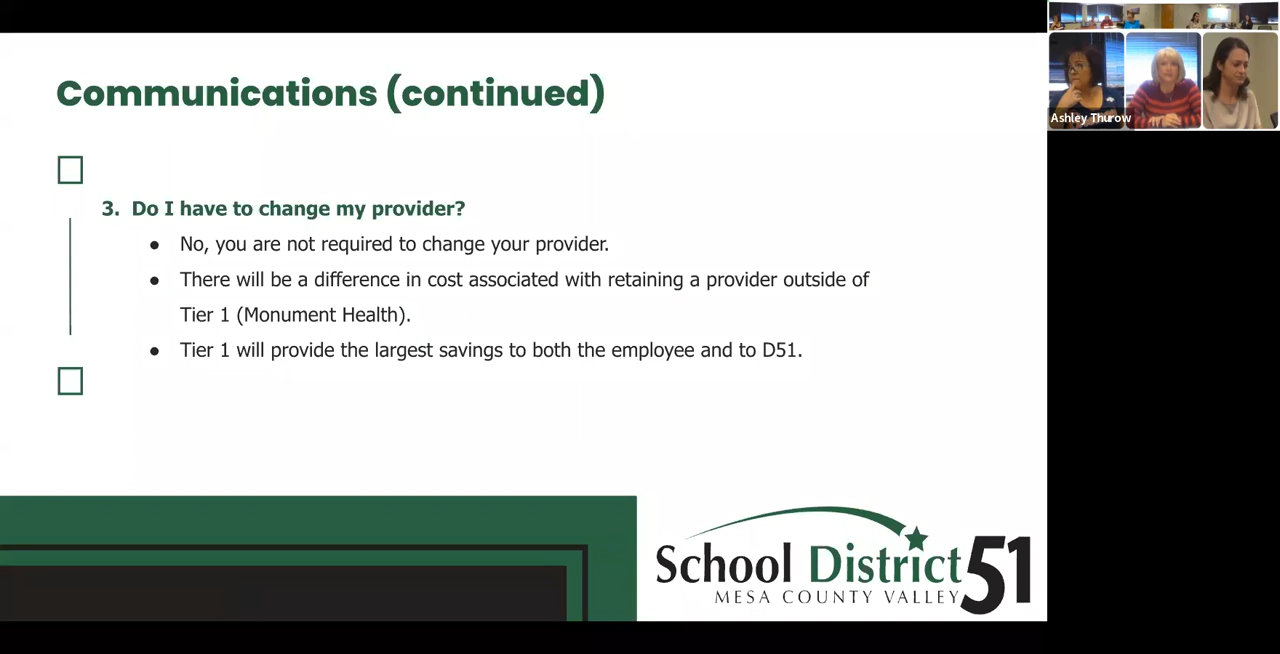 Communications (continued)
3. Do I have to change my provider?
● No, you are not required to change your provider.
● There will be a difference in cost associated with retaining a provider outside of
Tier 1 (Monument Health).
● Tier 1 will provide the largest savings to both the employee and to D51.
School District 51
MESA COUNTY VALLEY
Ashley Thurow